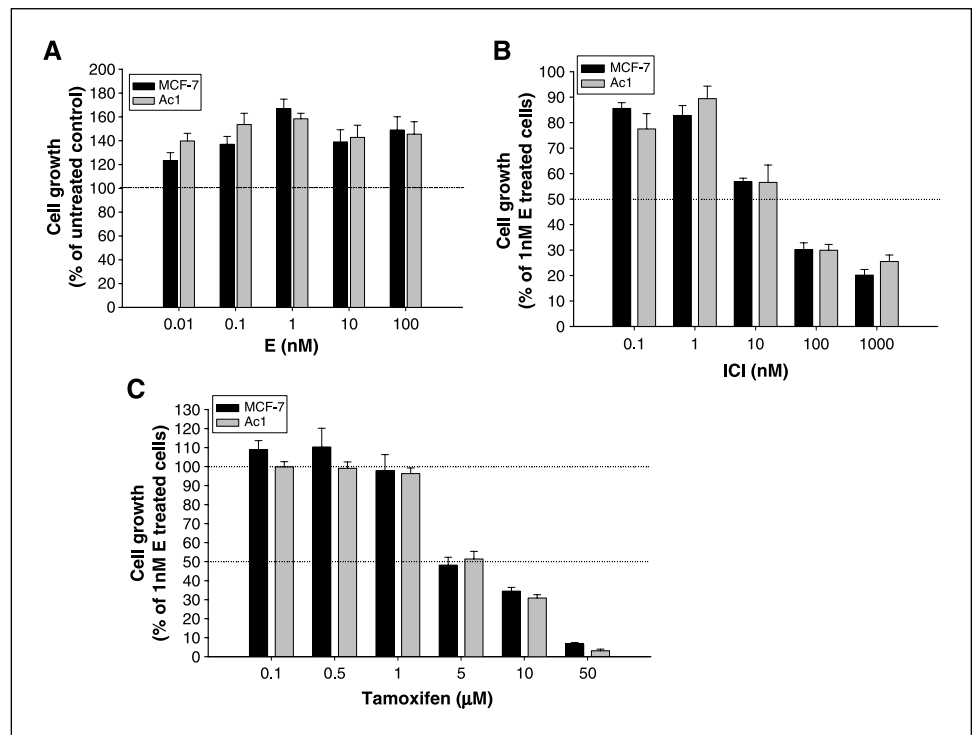 A
Cell growth
(% of untreated control)
200
180
160
140
120
100
80
60
40
20
0
MCF-7
Ac1
0.01 0.1 1 10 100
E (nM)
B
Cell growth
(% of 1nM E treated cells)
100
90
80
70
60
50
40
30
20
10
0
MCF-7
Ac1
0.1 1 10 100 1000
ICI (nM)
C
Cell growth
(% of 1nM E treated cells)
130
120
110
100
90
80
70
60
50
40
30
20
10
0
MCF-7
Ac1
0.1 0.5 1 5 10 50
Tamoxifen (μM)